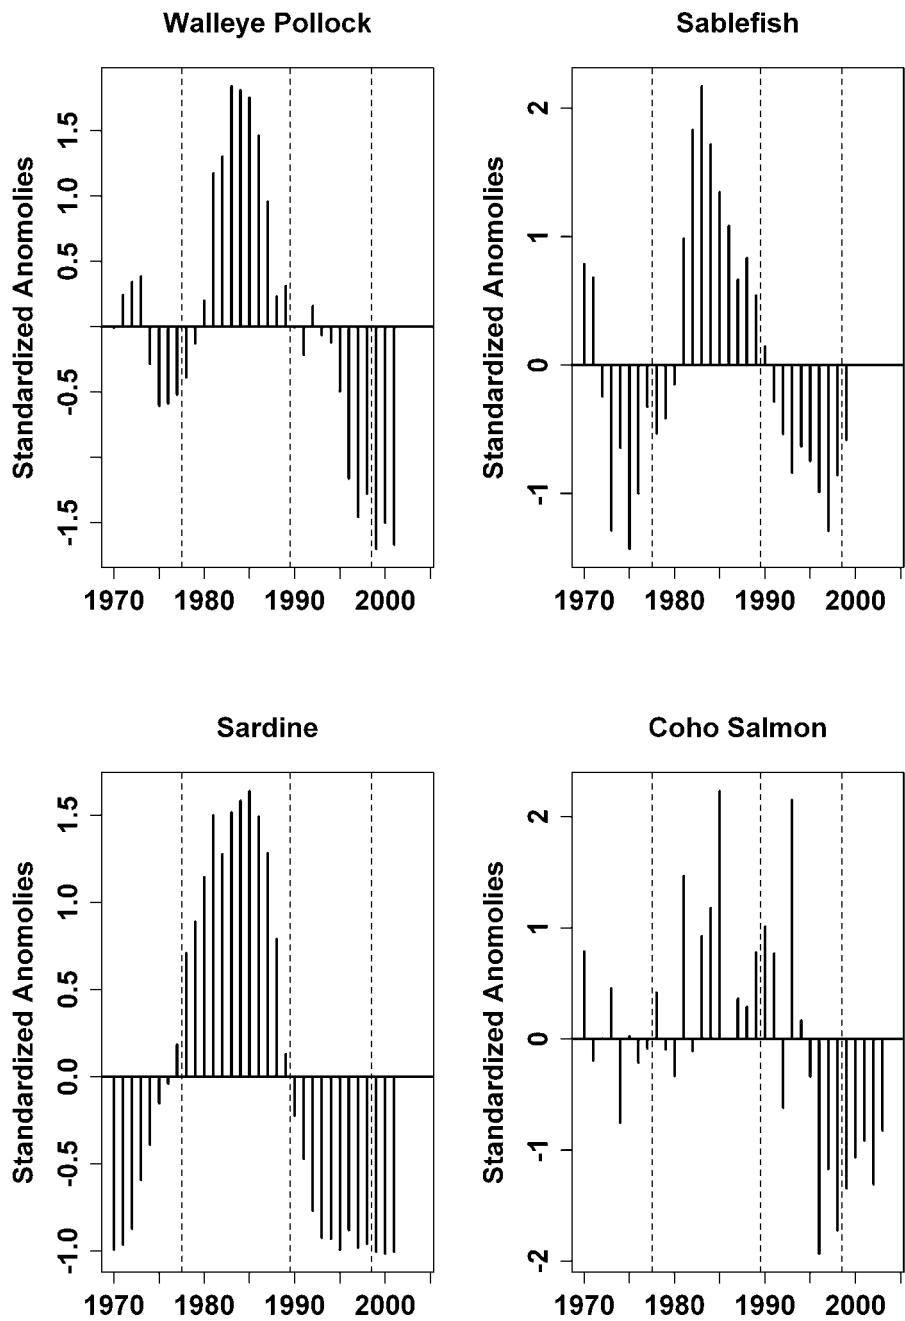 Walleye Pollock
Standardized Anomolies
1.5
1.0
0.5
-0.5
-1.5
1970 1980 1990 2000
Sablefish
Standardized Anomolies
2
1
0
-1
1970 1980 1990 2000
Sardine
Standardized Anomolies
1.5
1.0
0.5
0.0
-0.5
-1.0
1970 1980 1990 2000
Coho Salmon
Standardized Anomolies
2
1
0
-1
-2
1970 1980 1990 2000